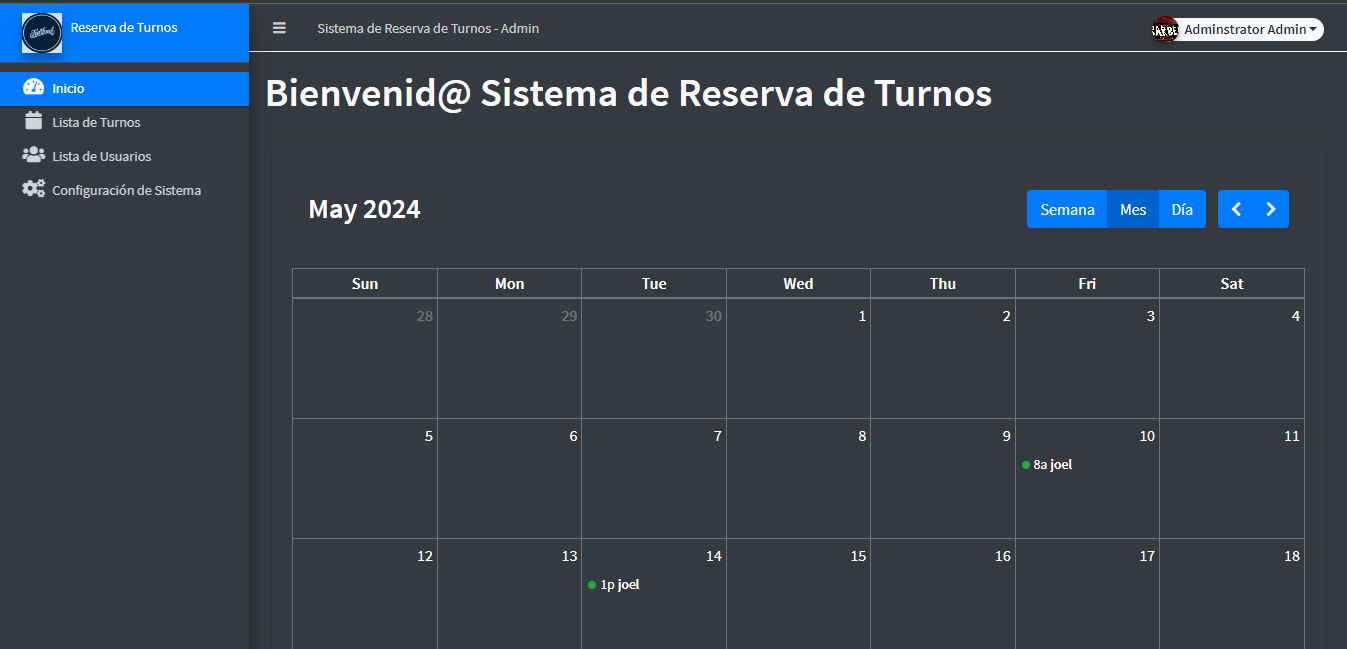 Reserva de Turnos
Sistema de Reserva de Turnos - Admin
Adminstrator Admin
Inicio
Lista de Turnos
Lista de Usuarios
Configuración de Sistema
Bienvenid@ Sistema de Reserva de Turnos
May 2024
Semana Mes Día
Sun Mon Tue Wed Thu Fri Sat
28 29 30 1 2 3 4
5 6 7 8 9 10 11
8a joel
12 13 14 15 16 17 18
1p joel